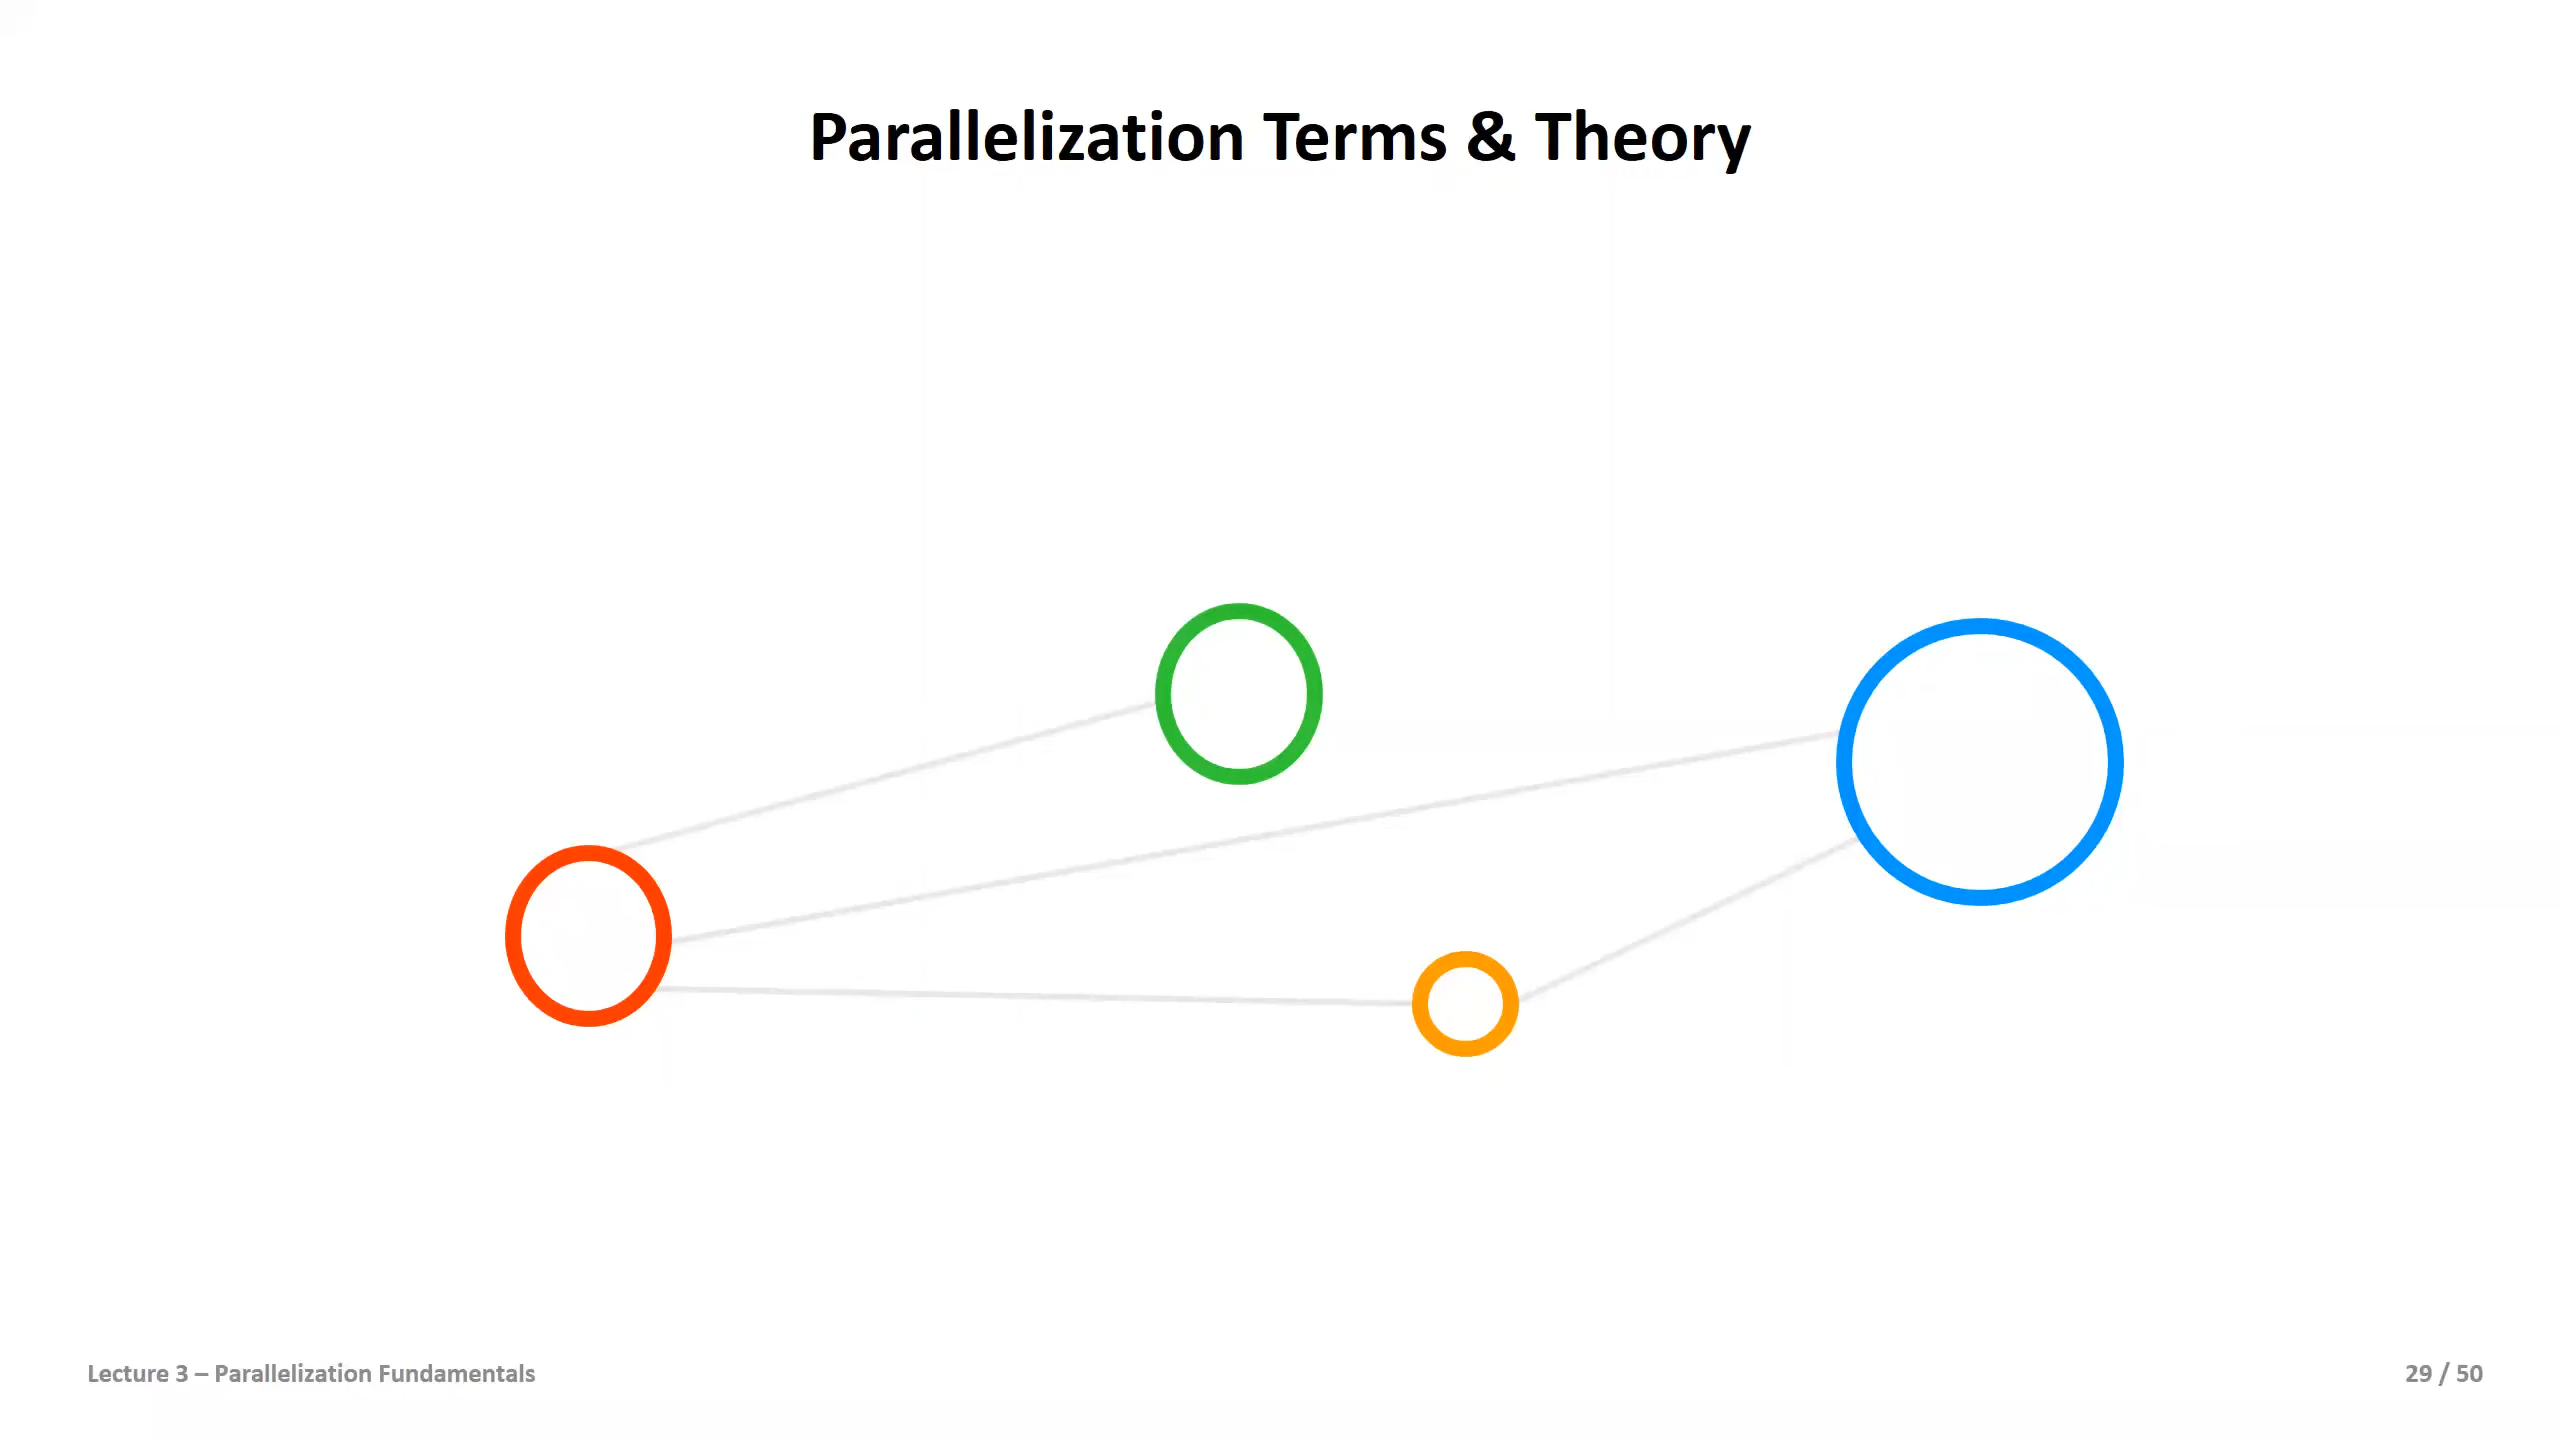 Parallelization Terms & Theory
Lecture 3 – Parallelization Fundamentals
29 / 50